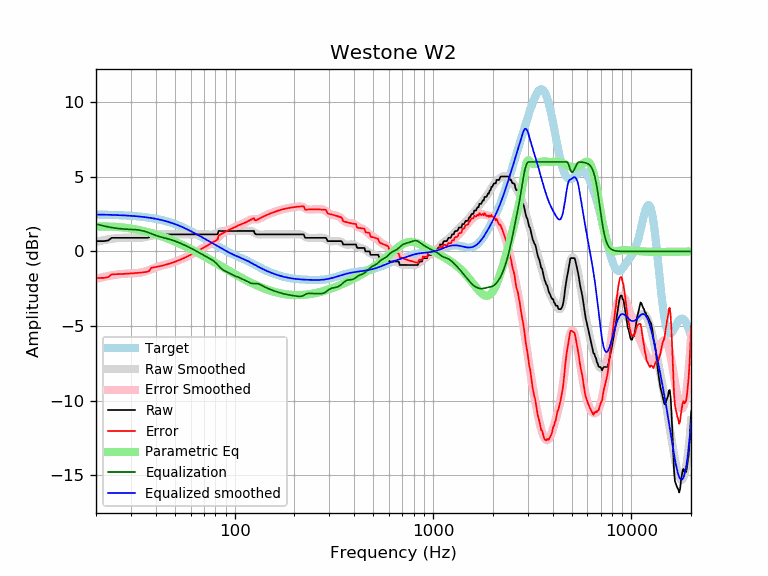 Westone W2
Amplitude (dBr)
10
5
0
−5
−10
−15
Target
Raw Smoothed
Error Smoothed
Raw
Error
Parametric Eq
Equalization
Equalized smoothed
100 1000 10000
Frequency (Hz)